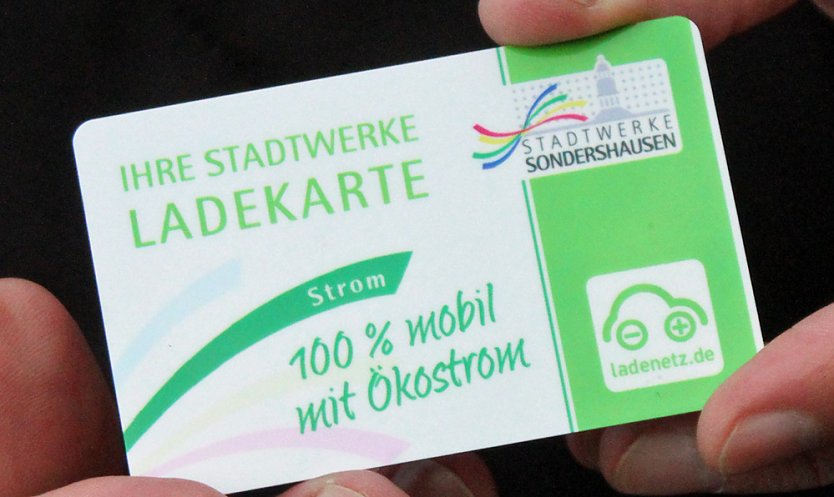 IHRE STADTWERKE
LADEKARTE
STADTWERKE
SONDERSHAUSEN
Strom
100 % mobil
mit Ökostrom
ladenetz.de